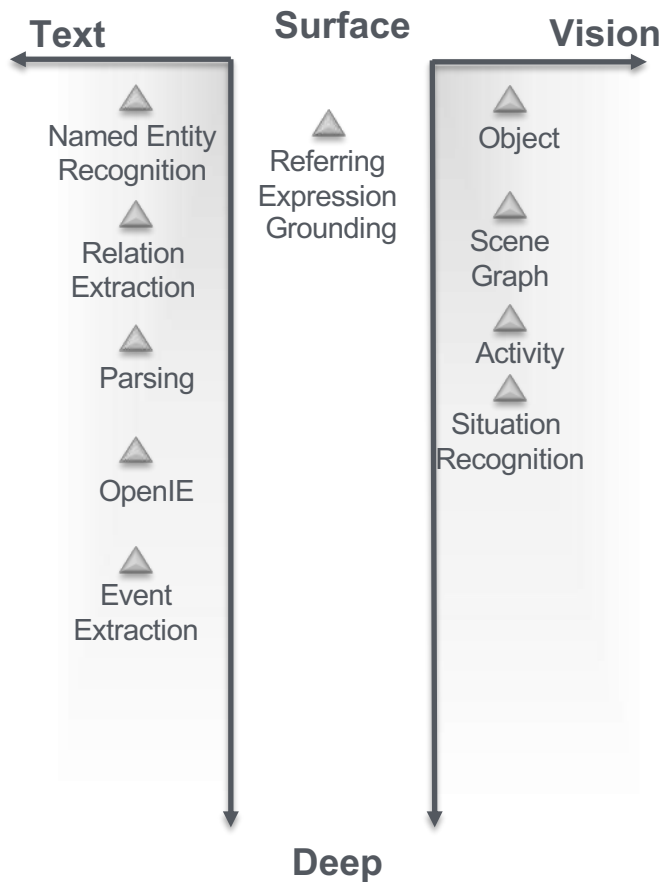 Text
Surface
Vision
Named Entity
Recognition
Relation
Extraction
Parsing
OpenIE
Event
Extraction
Referring
Expression
Grounding
Object
Scene
Graph
Activity
Situation
Recognition
Deep